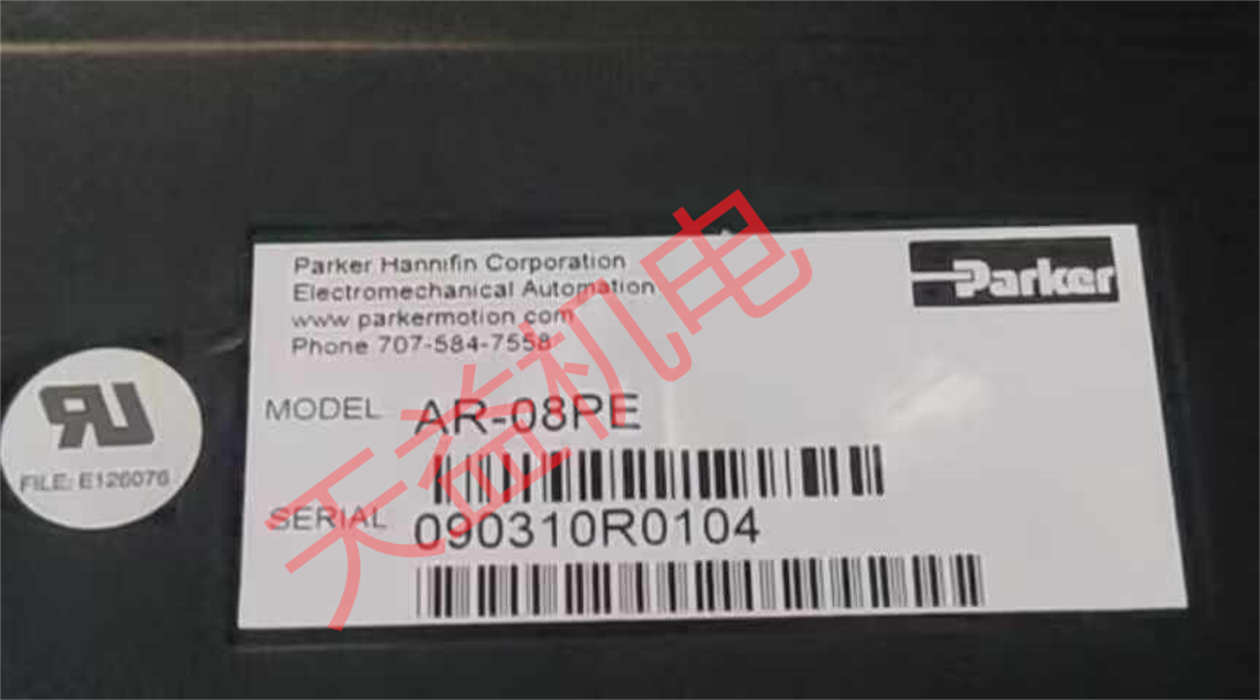 Parker Hannifin Corporation
Electromechanical Automation
www parkermotion com
Phone 707-584-7558
Parker
MODEL AR-08PE
SERIAL 090310R0104
RU
FILE: E126076
天益机电